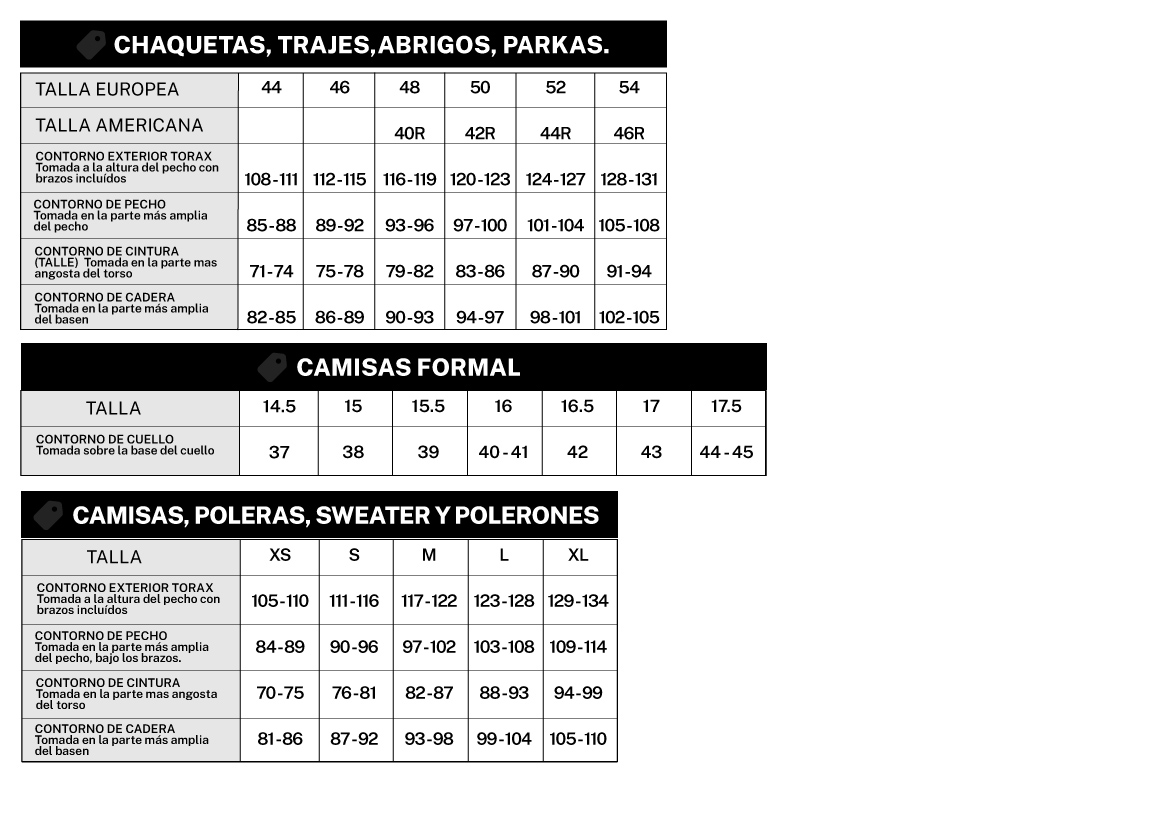 CHAQUETAS, TRAJES, ABRIGOS, PARKAS.
TALLA EUROPEA 44 46 48 50 52 54
TALLA AMERICANA 40R 42R 44R 46R
CONTORNO EXTERIOR TORAX
Tomada a la altura del pecho con
brazos incluídos 108-111 112-115 116-119 120-123 124-127 128-131
CONTORNO DE PECHO
Tomada en la parte más amplia
del pecho 85-88 89-92 93-96 97-100 101-104 105-108
CONTORNO DE CINTURA
(TALLE) Tomada en la parte mas
angosta del torso 71-74 75-78 79-82 83-86 87-90 91-94
CONTORNO DE CADERA
Tomada en la parte más amplia
del basen 82-85 86-89 90-93 94-97 98-101 102-105
CAMISAS FORMAL
TALLA 14.5 15 15.5 16 16.5 17 17.5
CONTORNO DE CUELLO
Tomada sobre la base del cuello 37 38 39 40-41 42 43 44-45
CAMISAS, POLERAS, SWEATER Y POLERONES
TALLA XS S M L XL
CONTORNO EXTERIOR TORAX
Tomada a la altura del pecho con 105-110 111-116 117-122 123-128 129-134
brazos incluídos
CONTORNO DE PECHO
Tomada en la parte más amplia 84-89 90-96 97-102 103-108 109-114
del pecho, bajo los brazos.
CONTORNO DE CINTURA
Tomada en la parte mas angosta 70-75 76-81 82-87 88-93 94-99
del torso
CONTORNO DE CADERA
Tomada en la parte más amplia 81-86 87-92 93-98 99-104 105-110
del basen